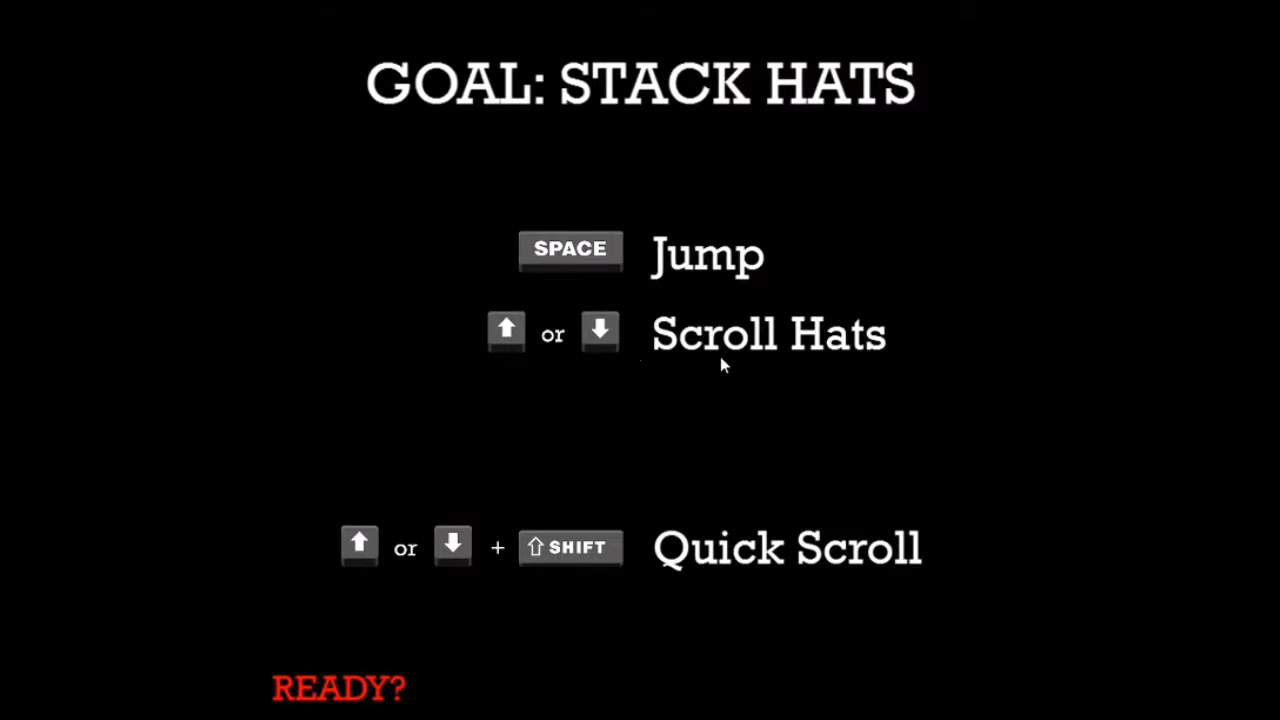 GOAL: STACK HATS
SPACE Jump
or Scroll Hats
or + SHIFT Quick Scroll
READY?